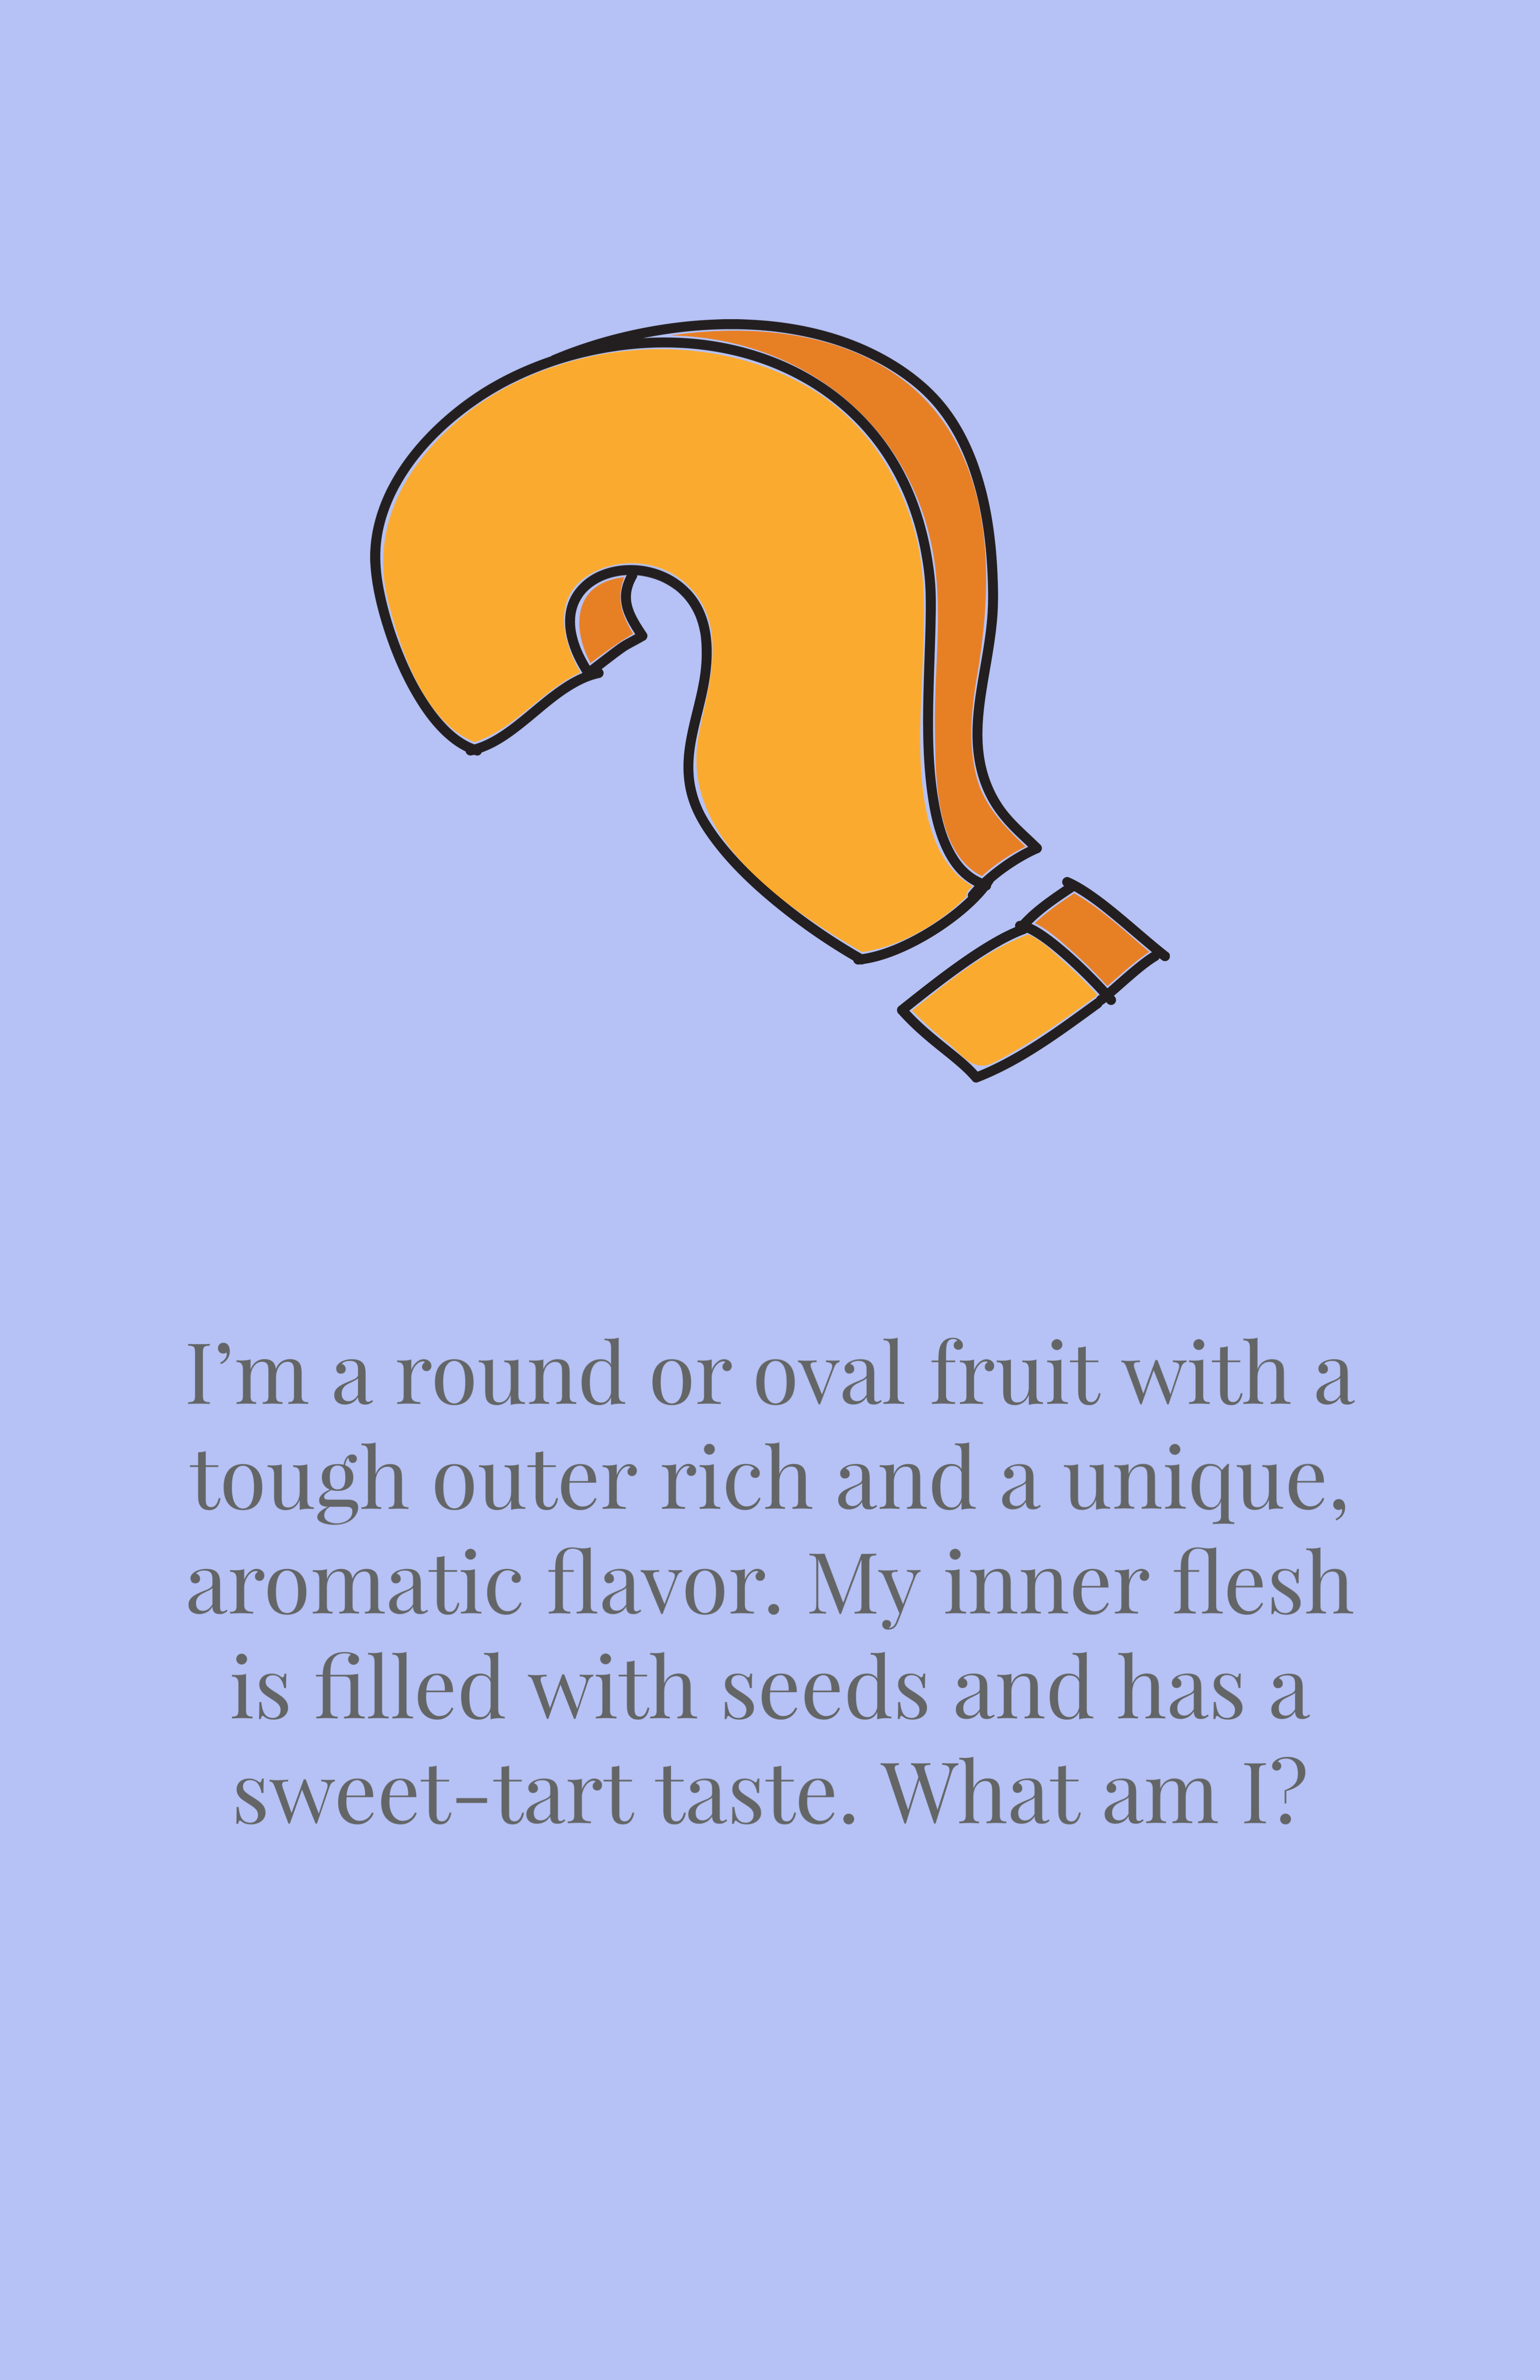 I’m a round or oval fruit with a
tough outer rich and a unique,
aromatic flavor. My inner flesh
is filled with seeds and has a
sweet-tart taste. What am I?